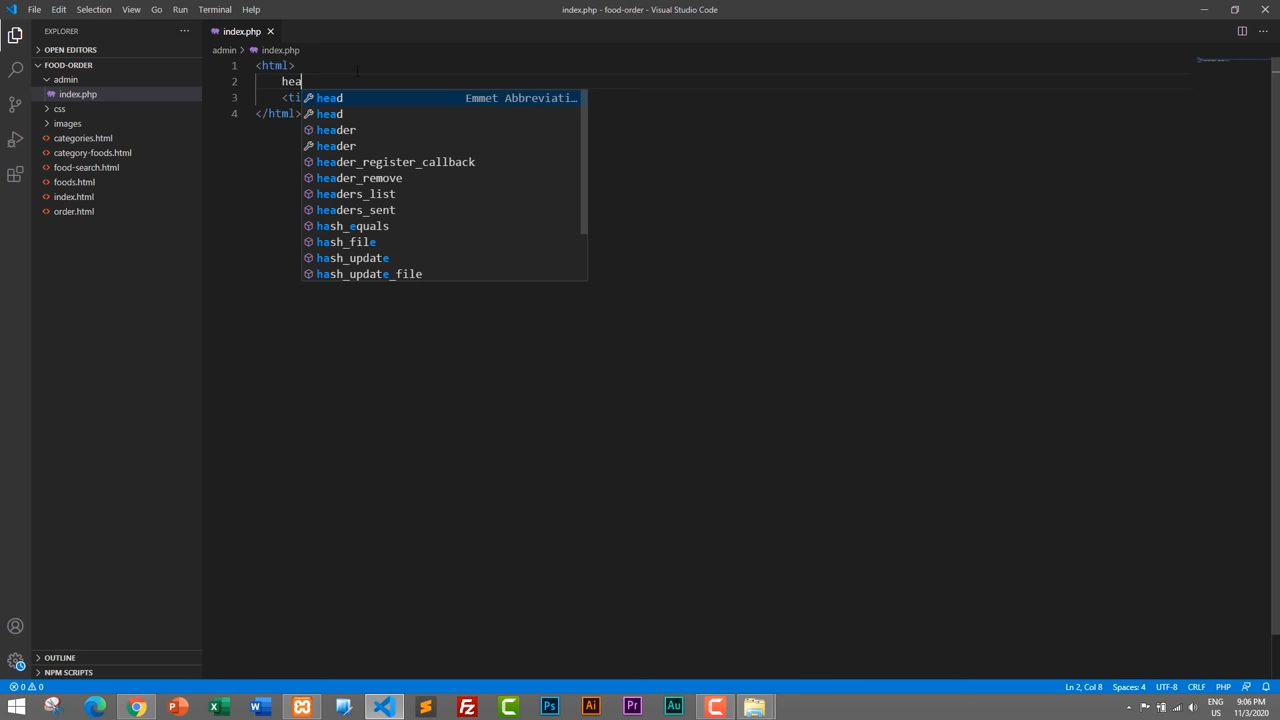 File Edit Selection View Go Run Terminal Help
index.php - food-order - Visual Studio Code
EXPLORER
OPEN EDITORS
FOOD-ORDER
admin
index.php
css
images
categories.html
category-foods.html
food-search.html
foods.html
index.html
order.html
OUTLINE
NPM SCRIPTS
index.php
admin > index.php
1 <html>
2 hea
3 <ti
4 </html>
head Emmet Abbreviati...
head
header
header
header_register_callback
header_remove
headers_list
headers_sent
hash_equals
hash_file
hash_update
hash_update_file
0 0
Ln 2, Col 8 Spaces: 4 UTF-8 CRLF PHP
ENG
US
9:06 PM
11/3/2020